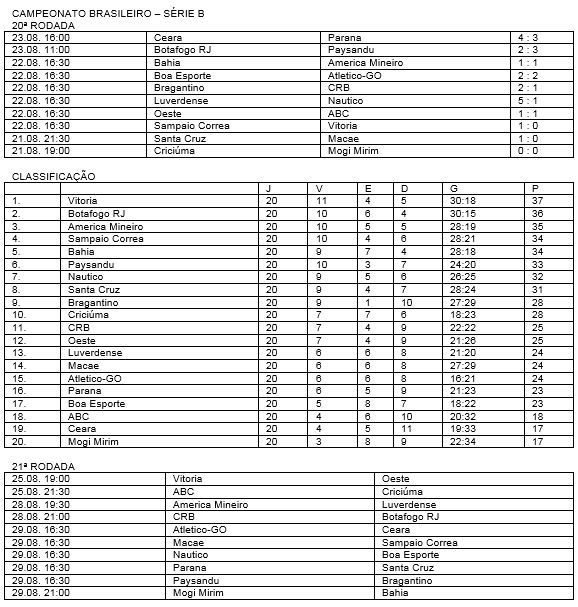 CAMPEONATO BRASILEIRO – SÉRIE B
20ª RODADA
23.08. 16:00 Ceara Parana 4 : 3
23.08. 11:00 Botafogo RJ Paysandu 2 : 3
22.08. 16:30 Bahia America Mineiro 1 : 1
22.08. 16:30 Boa Esporte Atletico-GO 2 : 2
22.08. 16:30 Bragantino CRB 2 : 1
22.08. 16:30 Luverdense Nautico 5 : 1
22.08. 16:30 Oeste ABC 1 : 1
22.08. 16:30 Sampaio Correa Vitoria 1 : 0
21.08. 21:30 Santa Cruz Macae 1 : 0
21.08. 19:00 Criciúma Mogi Mirim 0 : 0
CLASSIFICAÇÃO
J V E D G P
1. Vitoria 20 11 4 5 30:18 37
2. Botafogo RJ 20 10 6 4 30:15 36
3. America Mineiro 20 10 5 5 28:19 35
4. Sampaio Correa 20 10 4 6 28:21 34
5. Bahia 20 9 7 4 28:18 34
6. Paysandu 20 10 3 7 24:20 33
7. Nautico 20 9 5 6 26:25 32
8. Santa Cruz 20 9 4 7 28:24 31
9. Bragantino 20 9 1 10 27:29 28
10. Criciúma 20 7 7 6 18:23 28
11. CRB 20 7 4 9 22:22 25
12. Oeste 20 7 4 9 21:26 25
13. Luverdense 20 6 6 8 21:20 24
14. Macae 20 6 6 8 27:29 24
15. Atletico-GO 20 6 6 8 16:21 24
16. Parana 20 6 5 9 21:23 23
17. Boa Esporte 20 5 8 7 18:22 23
18. ABC 20 4 6 10 20:32 18
19. Ceara 20 4 5 11 19:33 17
20. Mogi Mirim 20 3 8 9 22:34 17
21ª RODADA
25.08. 19:00 Vitoria Oeste
25.08. 21:30 ABC Criciúma
28.08. 19:30 America Mineiro Luverdense
28.08. 21:00 CRB Botafogo RJ
29.08. 16:30 Atletico-GO Ceara
29.08. 16:30 Macae Sampaio Correa
29.08. 16:30 Nautico Boa Esporte
29.08. 16:30 Parana Santa Cruz
29.08. 16:30 Paysandu Bragantino
29.08. 21:00 Mogi Mirim Bahia